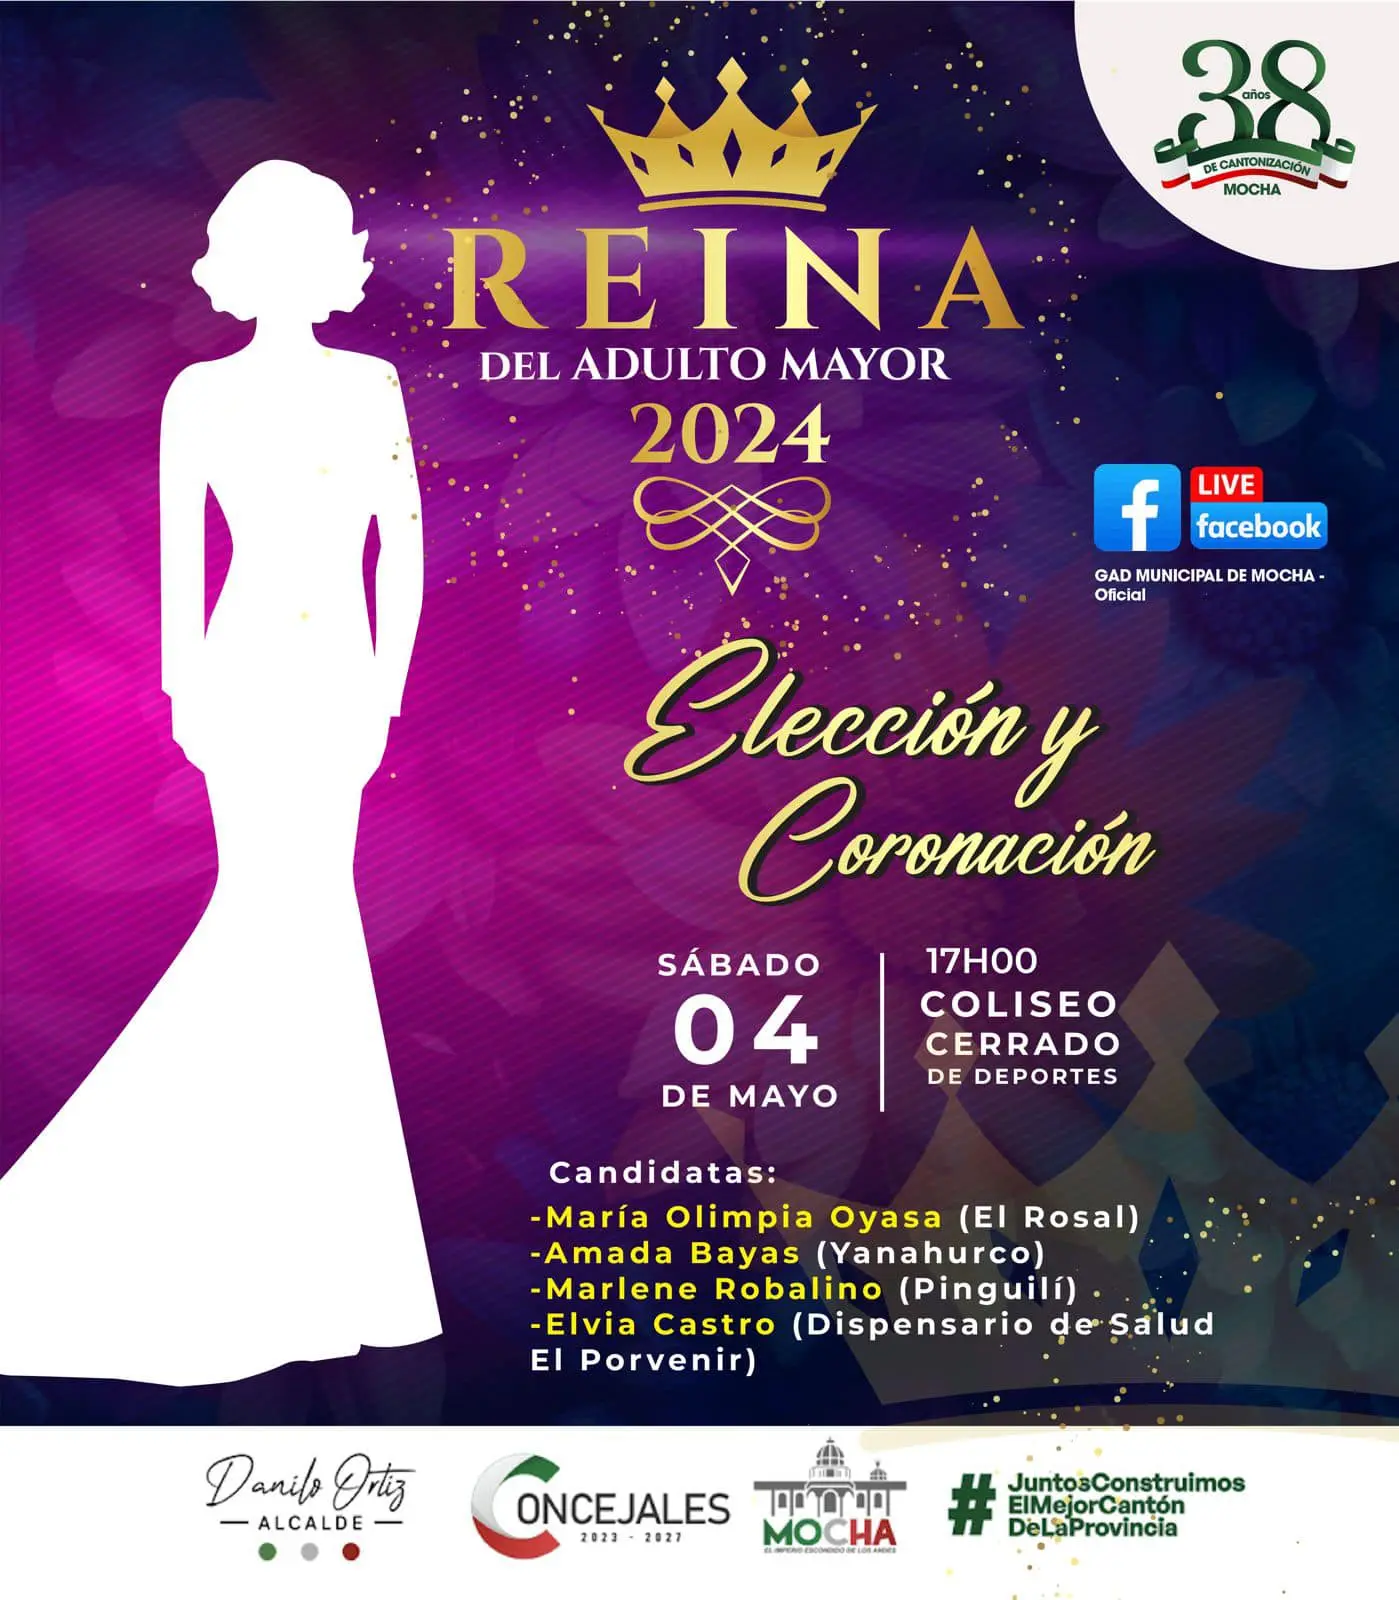 38
años
DE CANTONIZACIÓN
MOCHA
REINA
DEL ADULTO MAYOR
2024
LIVE
facebook
GAD MUNICIPAL DE MOCHA -
Oficial
Elección y
Coronación
SÁBADO
04
DE MAYO
17H00
COLISEO
CERRADO
DE DEPORTES
Candidatas:
-María Olimpia Oyasa (El Rosal)
-Amada Bayas (Yanahurco)
-Marlene Robalino (Pinguilí)
-Elvia Castro (Dispensario de Salud
El Porvenir)
Danilo Ortiz
ALCALDE
CONCEJALES
2023 - 2027
MOCHA
EL IMPERIO ESCONDIDO DE LOS ANDES
#JuntosConstruimos
ElMejorCantón
DeLaProvincia